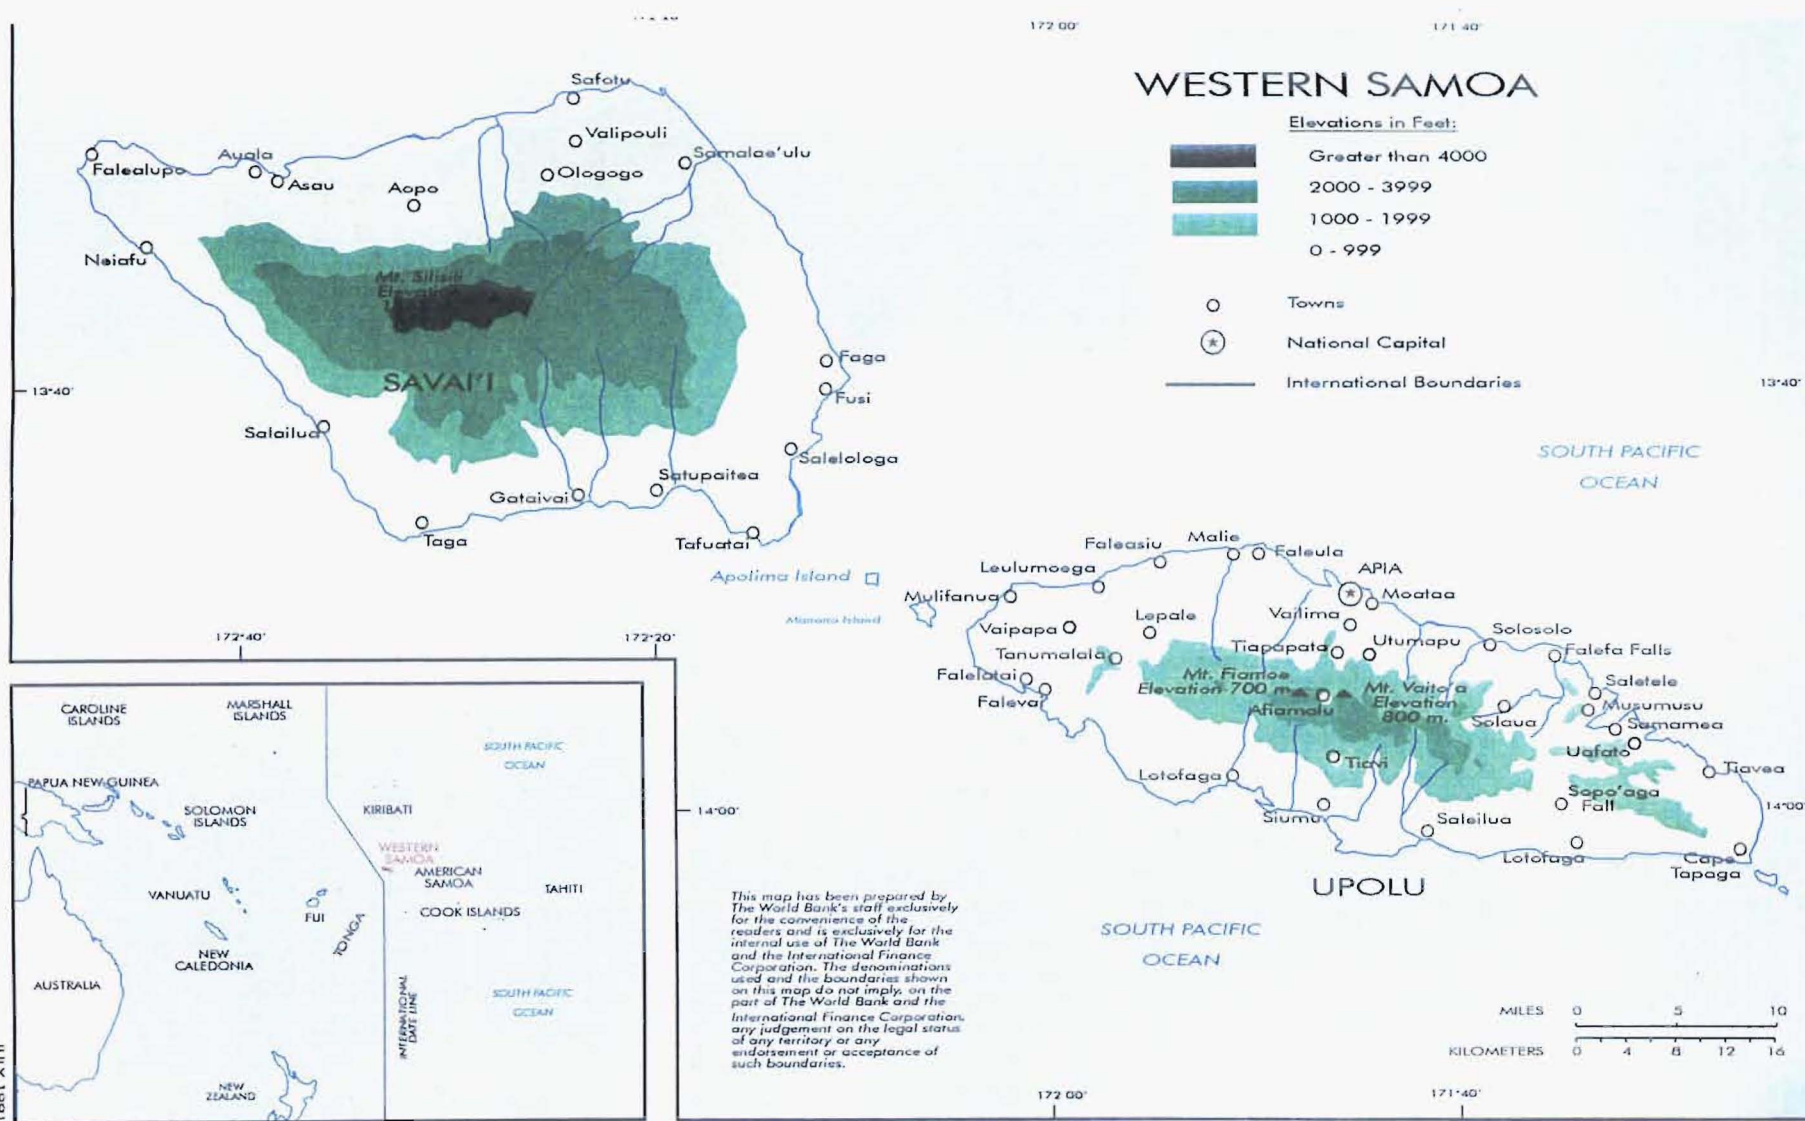 172 00'
171 40'
WESTERN SAMOA
Elevations in Feet:
Greater than 4000
2000 - 3999
1000 - 1999
0 - 999
Towns
National Capital
International Boundaries
Safotu
Valipouli
Samalae'ulu
Falealupo
Auala
Asau
Aopo
Ologogo
Neiafu
Mt. Silisili
SAVAI'I
Faga
Fusi
13°40'
13°40'
Salailua
Salelologa
Gataivai
Satupaitea
Taga
Tafuatai
SOUTH PACIFIC
OCEAN
Apolima Island
Manono Island
172°40'
172°20'
Mulifanua
Leulumoega
Faleasiu
Malie
Faleula
APIA
Moataa
Vaipapa
Lepale
Vailima
Tiapapata
Utumapu
Solosolo
Falefa Falls
Tanumalala
Falelatai
Faleva
Mt. Fiamoe
Elevation 700 m.
Afiamalu
Mt. Vaito'a
Elevation
800 m.
Saletele
Musumusu
Solaua
Samamea
Uafato
Tiavea
Lotofaga
Tiavi
Sopo'aga
Fall
Siumu
Saleilua
Lotofaga
Cape
Tapaga
14°00'
14°00'
UPOLU
SOUTH PACIFIC
OCEAN
CAROLINE
ISLANDS
MARSHALL
ISLANDS
SOUTH PACIFIC
OCEAN
PAPUA NEW GUINEA
SOLOMON
ISLANDS
KIRIBATI
WESTERN
SAMOA
AMERICAN
SAMOA
VANUATU
FIJI
TONGA
TAHITI
COOK ISLANDS
NEW
CALEDONIA
AUSTRALIA
INTERNATIONAL
DATE LINE
SOUTH PACIFIC
OCEAN
NEW
ZEALAND
This map has been prepared by
The World Bank's staff exclusively
for the convenience of the
readers and is exclusively for the
internal use of The World Bank
and the International Finance
Corporation. The denominations
used and the boundaries shown
on this map do not imply, on the
part of The World Bank and the
International Finance Corporation,
any judgement on the legal status
of any territory or any
endorsement or acceptance of
such boundaries.
MILES 0 5 10
KILOMETERS 0 4 8 12 16
172 00'
171°40'